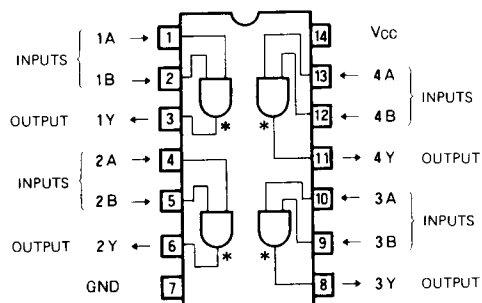 1A → 1 14 VCC
INPUTS
1B → 2 13 ← 4A
INPUTS
OUTPUT 1Y ← 3 12 ← 4B
* *
2A → 4 11 → 4Y OUTPUT
INPUTS
2B → 5 10 ← 3A
INPUTS
OUTPUT 2Y ← 6 9 ← 3B
* *
GND 7 8 → 3Y OUTPUT